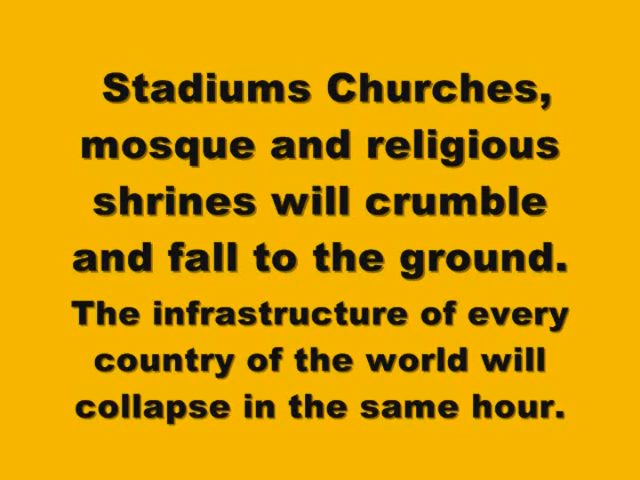 Stadiums Churches,
mosque and religious
shrines will crumble
and fall to the ground.
The infrastructure of every
country of the world will
collapse in the same hour.